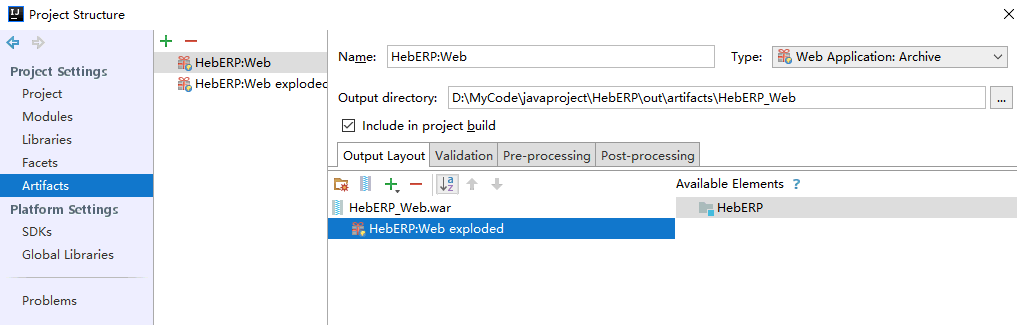 Project Structure
Project Settings
Project
Modules
Libraries
Facets
Artifacts
Platform Settings
SDKs
Global Libraries
Problems
HebERP:Web
HebERP:Web exploded
Name: HebERP:Web Type: Web Application: Archive
Output directory: D:\MyCode\javaproject\HebERP\out\artifacts\HebERP_Web ...
Include in project build
Output Layout Validation Pre-processing Post-processing
Available Elements ?
HebERP_Web.war
HebERP:Web exploded
HebERP